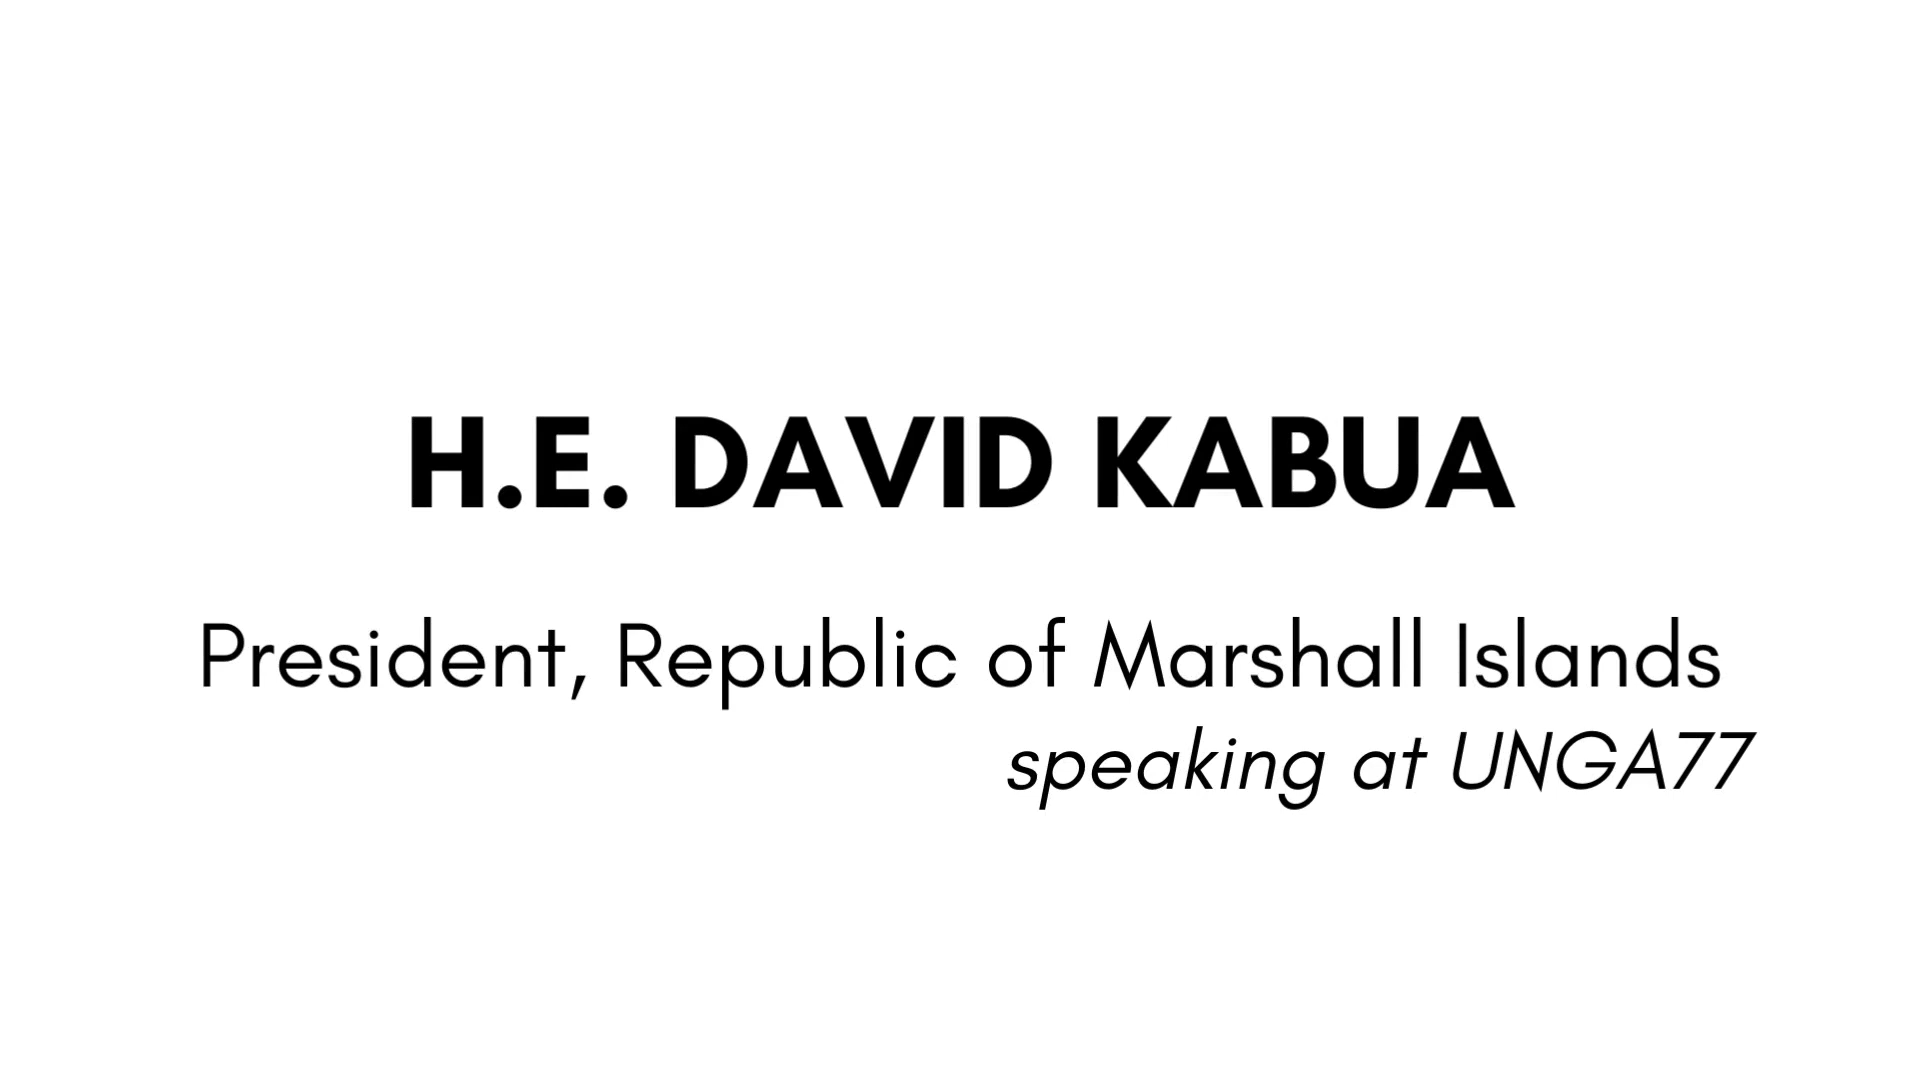 H.E. DAVID KABUA
President, Republic of Marshall Islands
speaking at UNGA77